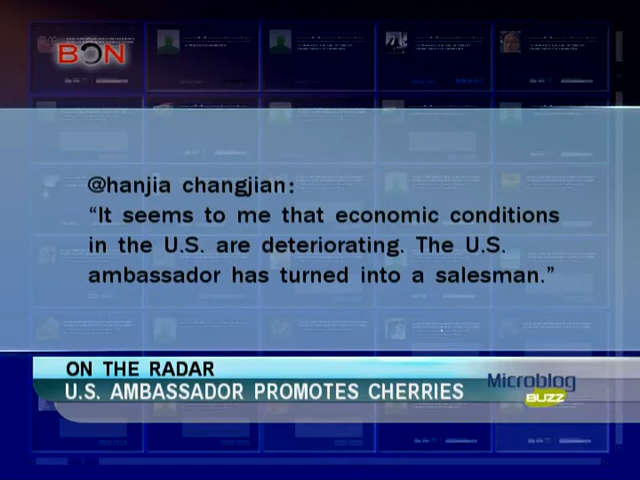 BON
@hanjia changjian:
“It seems to me that economic conditions
in the U.S. are deteriorating. The U.S.
ambassador has turned into a salesman.”
ON THE RADAR
U.S. AMBASSADOR PROMOTES CHERRIES
Microblog
BUZZ